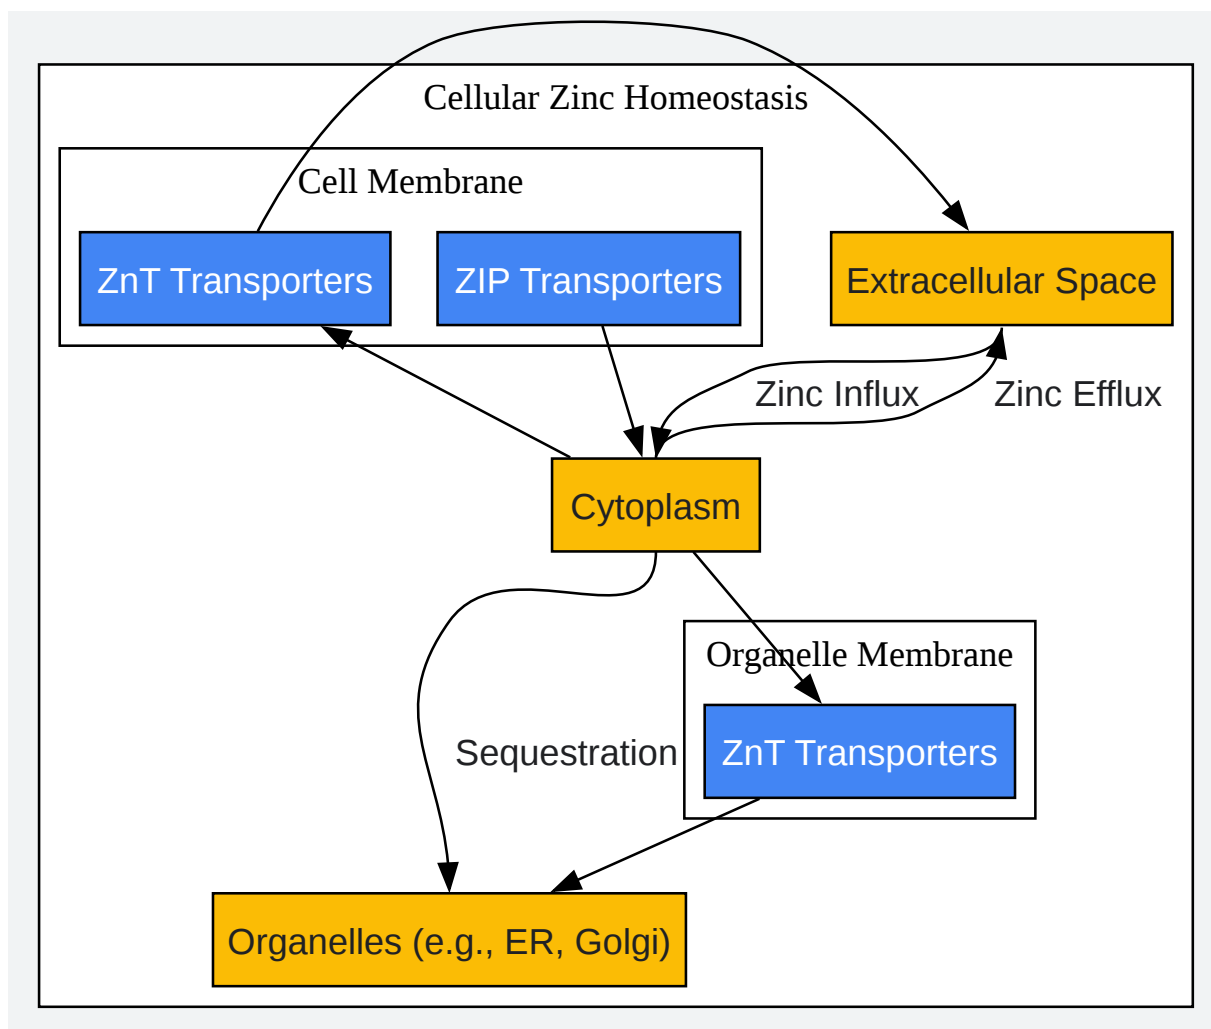 Cellular Zinc Homeostasis
Cell Membrane
ZnT Transporters
ZIP Transporters
Extracellular Space
Zinc Influx
Zinc Efflux
Cytoplasm
Organelle Membrane
Sequestration
ZnT Transporters
Organelles (e.g., ER, Golgi)